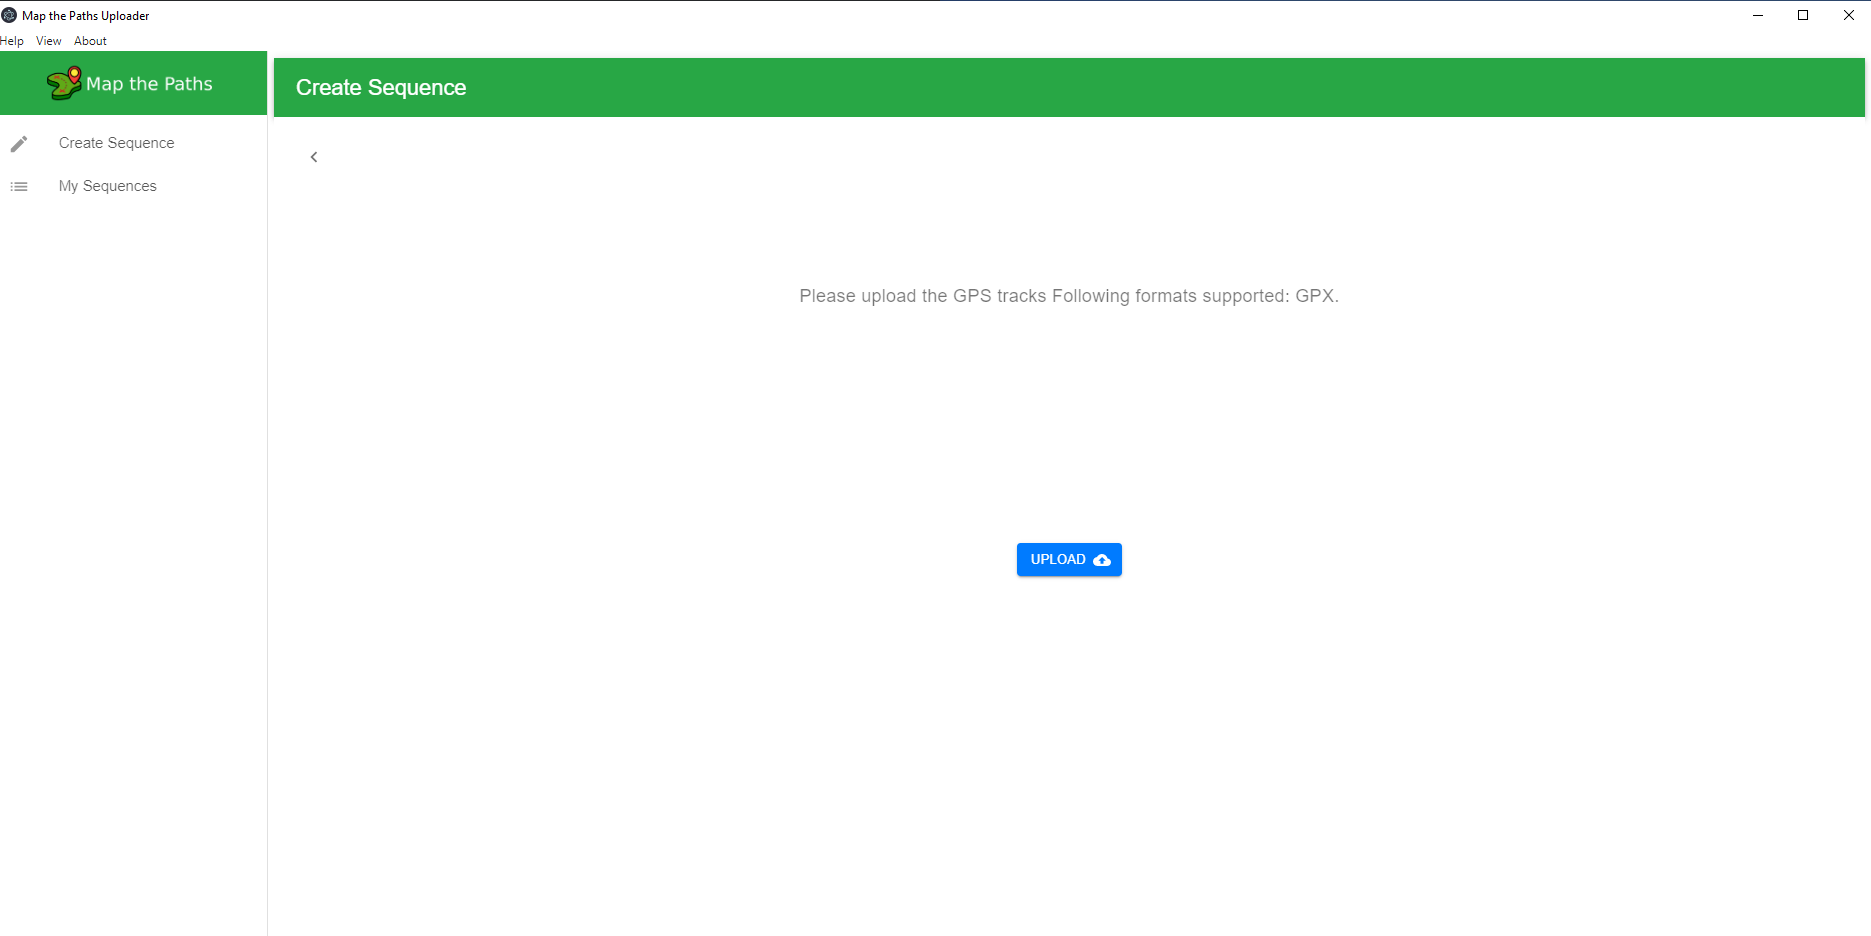 Map the Paths Uploader
Help View About
Map the Paths
Create Sequence
My Sequences
Create Sequence
Please upload the GPS tracks Following formats supported: GPX.
UPLOAD